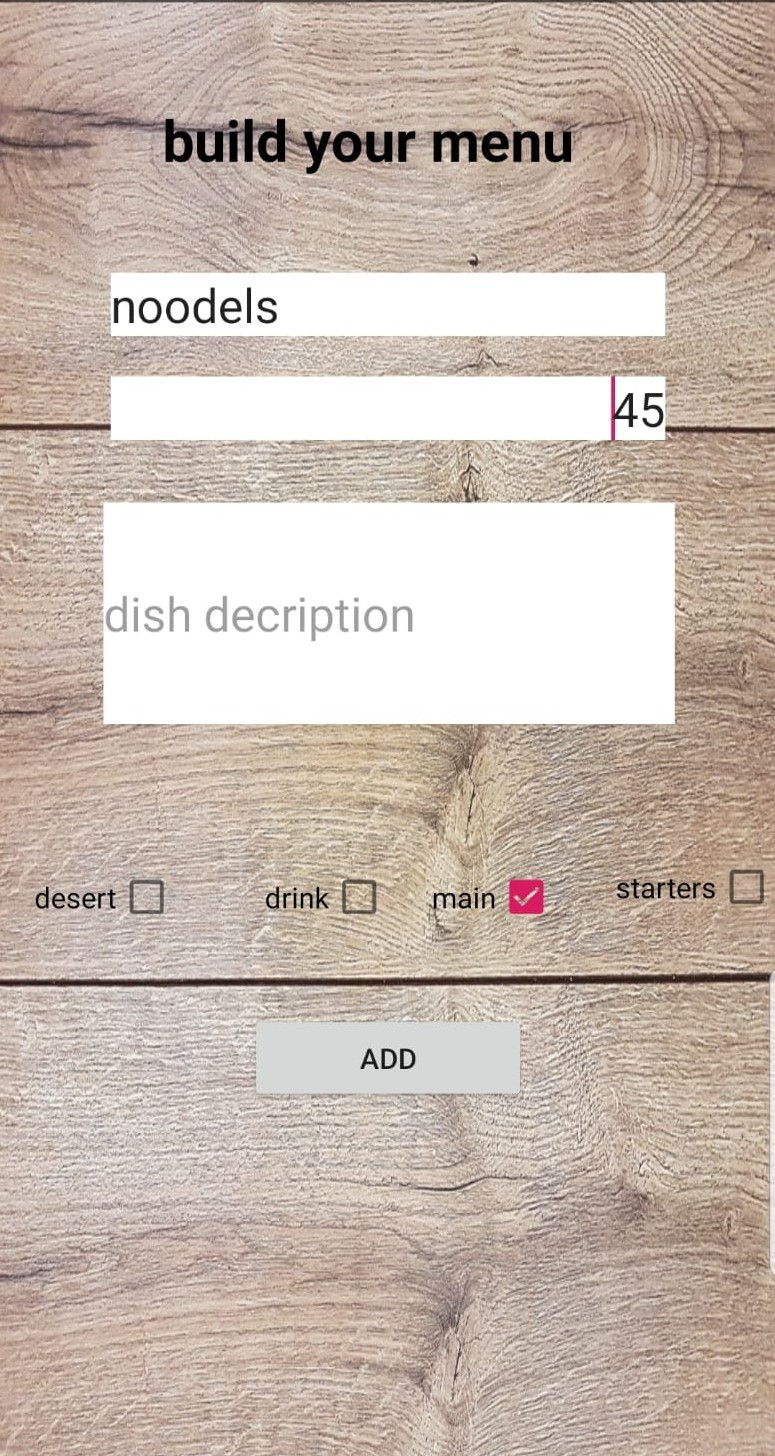 build your menu
noodels
45
dish decription
desert drink main starters
ADD